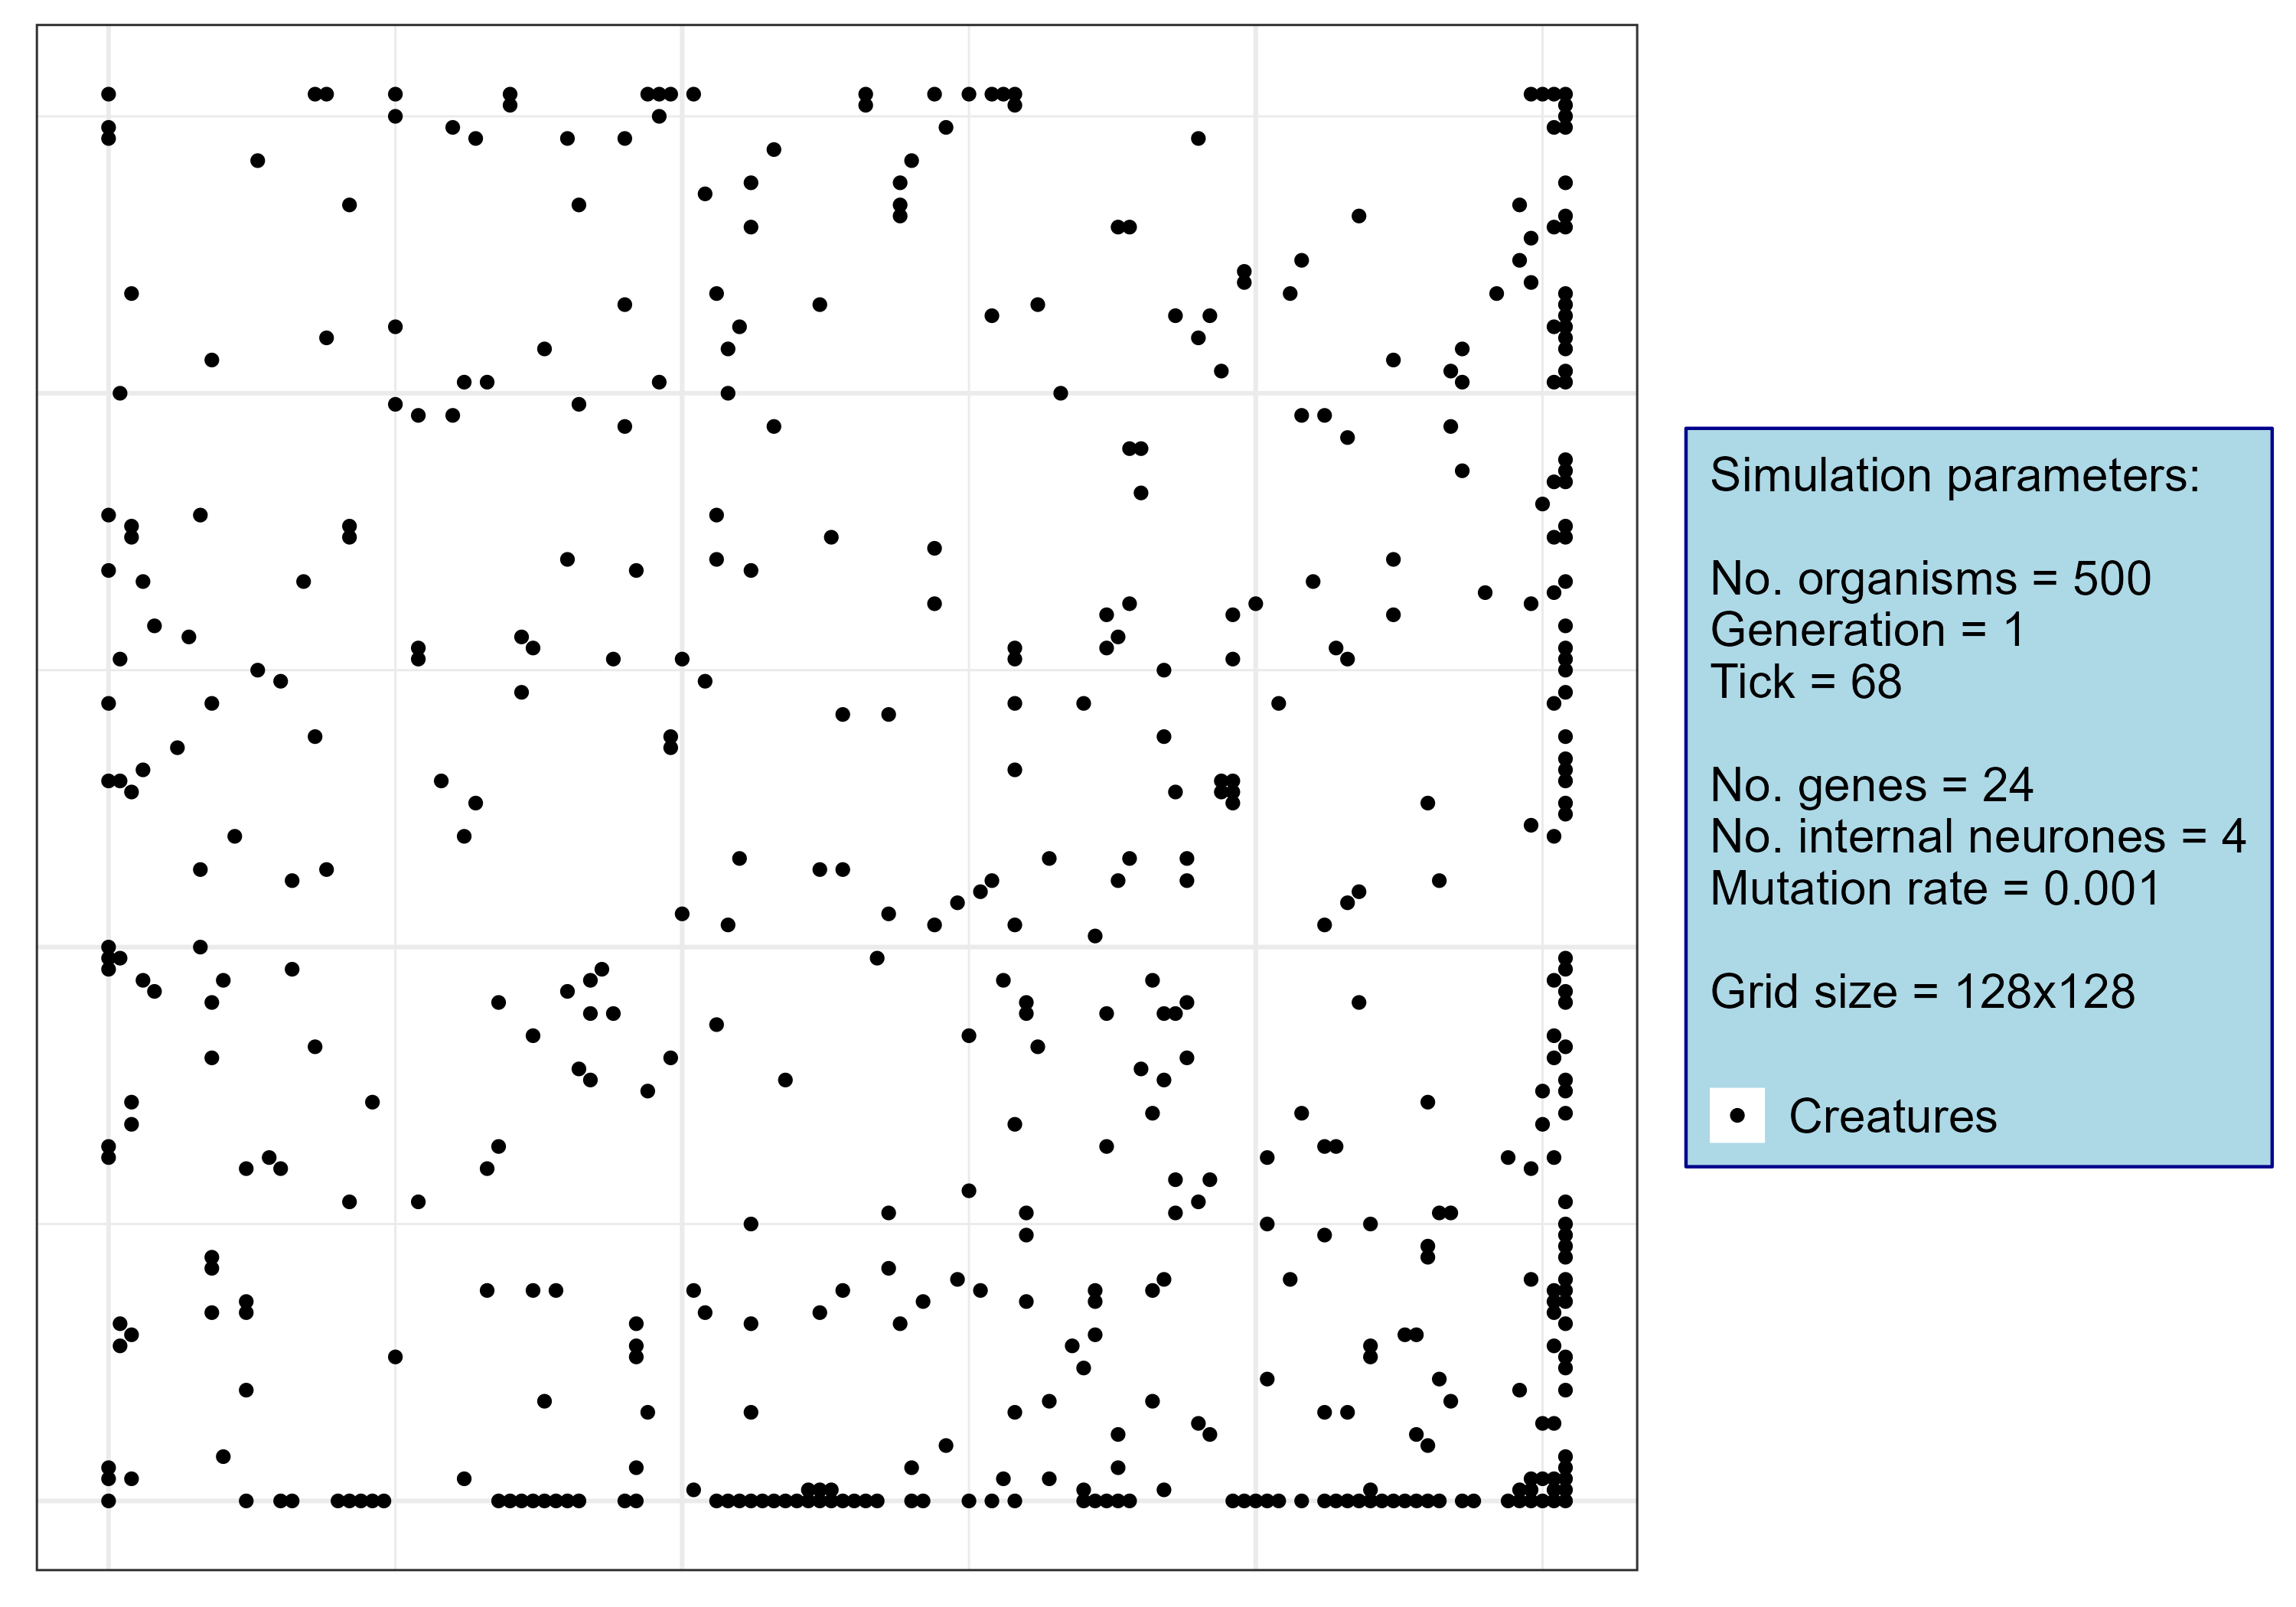 Simulation parameters:
No. organisms = 500
Generation = 1
Tick = 68
No. genes = 24
No. internal neurones = 4
Mutation rate = 0.001
Grid size = 128x128
Creatures